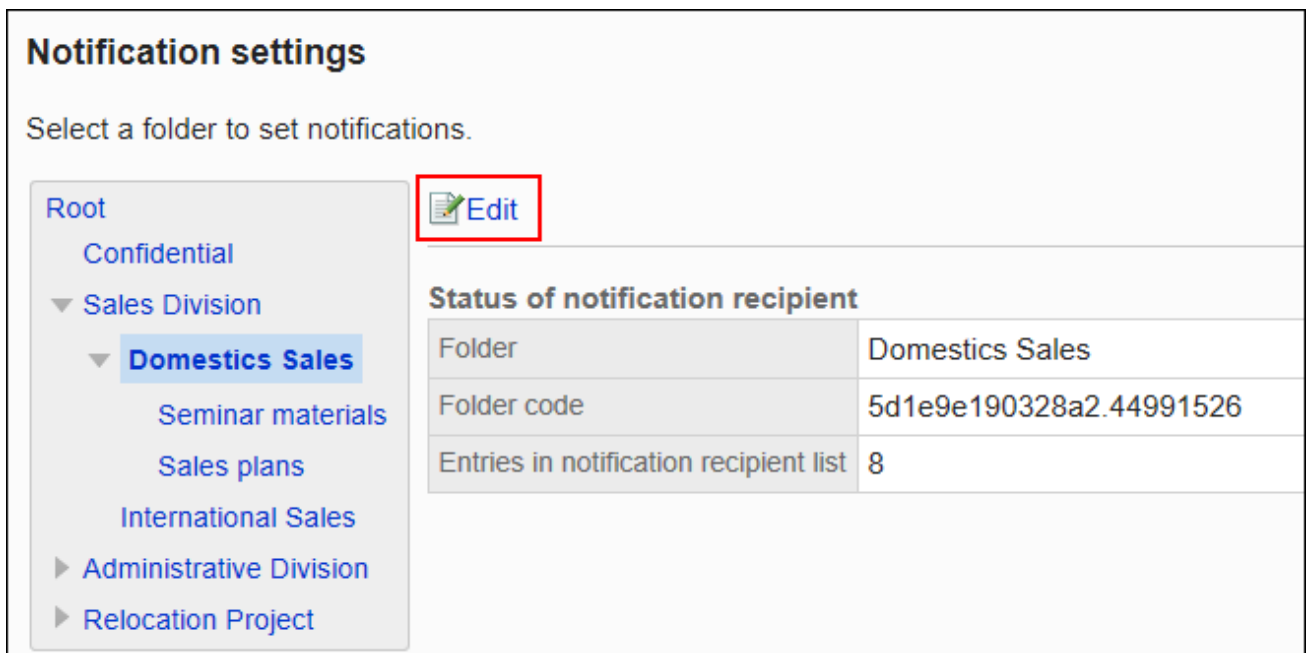 Notification settings
Select a folder to set notifications.
Root
Confidential
Sales Division
Domestics Sales
Seminar materials
Sales plans
International Sales
Administrative Division
Relocation Project
Edit
Status of notification recipient
Folder Domestics Sales
Folder code 5d1e9e190328a2.44991526
Entries in notification recipient list 8